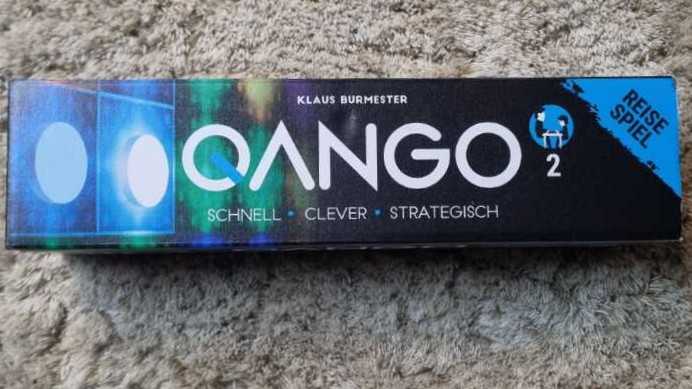 KLAUS BURMESTER
QANGO
SCHNELL • CLEVER • STRATEGISCH
2
REISE
SPIEL